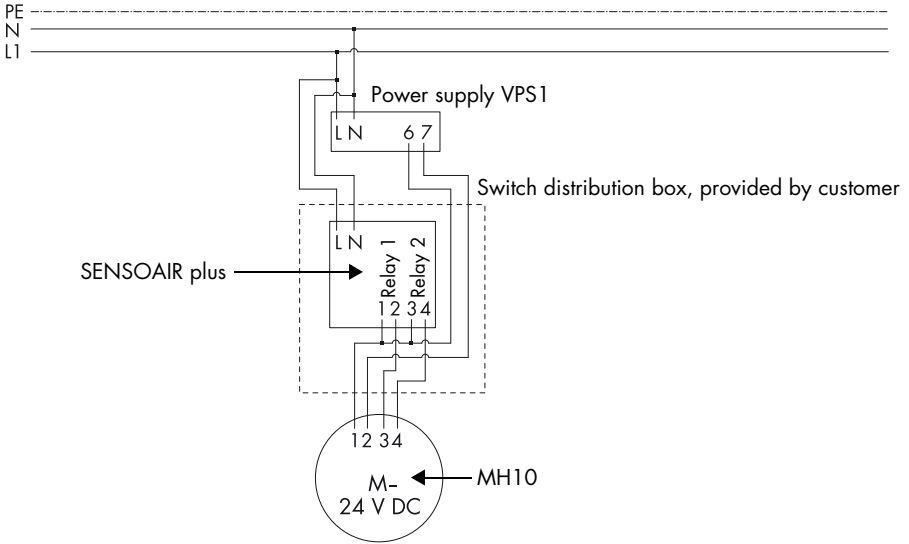 PE
N
L1
Power supply VPS1
L N 6 7
Switch distribution box, provided by customer
L N
Relay 1
Relay 2
SENSOAIR plus
1 2 3 4
1 2 3 4
M-
24 V DC
MH10